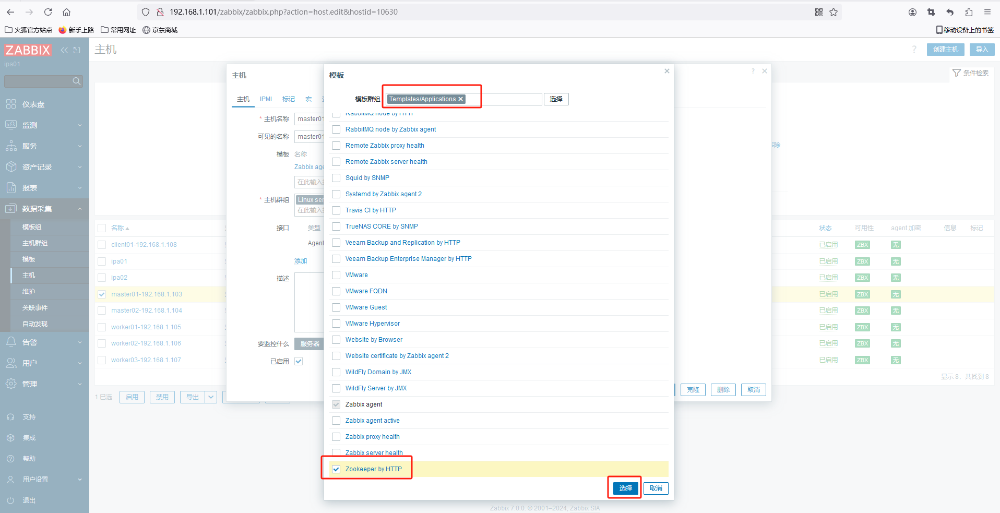 192.168.1.101/zabbix/zabbix.php?action=host.edit&hostid=10630
火狐官方站点 新手上路 常用网址 京东商城 移动设备上的书签
ZABBIX
ipa01
仪表盘
监测
服务
资产记录
报表
数据采集
模板组
主机群组
模板
主机
维护
关联事件
自动发现
告警
用户
管理
支持
集成
帮助
用户设置
退出
主机
? 创建主机 导入
条件检索
名称
状态 可用性 agent 加密 信息 标记
client01-192.168.1.108 已启用 ZBX 无
ipa01 已启用 ZBX 无
ipa02 已启用 ZBX 无
master01-192.168.1.103 已启用 ZBX 无
master02-192.168.1.104 已启用 ZBX 无
worker01-192.168.1.105 已启用 ZBX 无
worker02-192.168.1.106 已启用 ZBX 无
worker03-192.168.1.107 已启用 ZBX 无
显示 8，共找到 8
1 已选 启用 禁用 导出
主机
?
主机 IPMI 标记 宏
* 主机名称 master01
可见的名称 master01
模板 名称
Zabbix age
在此输入
* 主机群组 Linux ser
在此输入
接口 类型
Agent
添加
描述
要监控什么 服务器
已启用
克隆 删除 取消
模板
模板群组 Templates/Applications 选择
RabbitMQ node by HTTP
RabbitMQ node by Zabbix agent
Remote Zabbix proxy health
Remote Zabbix server health
Squid by SNMP
Systemd by Zabbix agent 2
Travis CI by HTTP
TrueNAS CORE by SNMP
Veeam Backup and Replication by HTTP
Veeam Backup Enterprise Manager by HTTP
VMware
VMware FQDN
VMware Guest
VMware Hypervisor
Website by Browser
Website certificate by Zabbix agent 2
WildFly Domain by JMX
WildFly Server by JMX
Zabbix agent
Zabbix agent active
Zabbix proxy health
Zabbix server health
Zookeeper by HTTP
选择 取消
Zabbix 7.0.0. © 2001–2024, Zabbix SIA